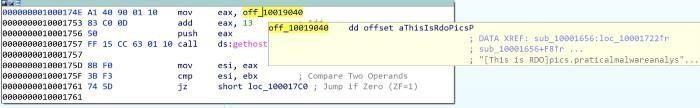 000000001000174E A1 40 90 01 10    mov    eax, off_10019040
0000000010001753 83 C0 0D    add    eax, 13
off_10019040    dd offset aThisIsRdoPicsP
0000000010001756 50    push    eax
; DATA XREF: sub_10001656:loc_10001722↑r
0000000010001757 FF 15 CC 63 01 10    call    ds:gethost
; sub_10001656+F8↑r ...
0000000010001757
; "[This is RDO]pics.praticalmalwareanalys"...
000000001000175D 8B F0    mov    esi, eax
000000001000175F 3B F3    cmp    esi, ebx    ; Compare Two Operands
0000000010001761 74 5D    jz    short loc_100017C0 ; Jump if Zero (ZF=1)
0000000010001761